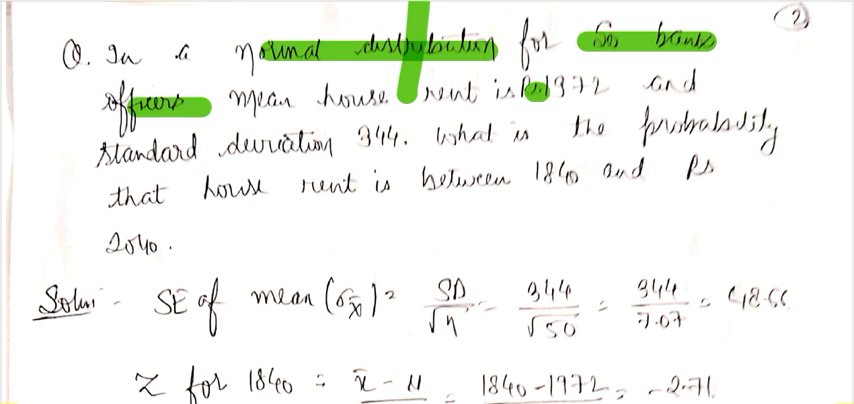 (2)
Q. In a normal distribution for 50 bank
officers mean house rent is Rs 1972 and
standard deviation 344. What is the probability
that house rent is between 1840 and Rs
2040.
Soln:- SE of mean (σx̄) = SD/√n = 344/√50 = 344/7.07 = 48.66
Z for 1840 = x̄ - μ = 1840-1972 = -2.71